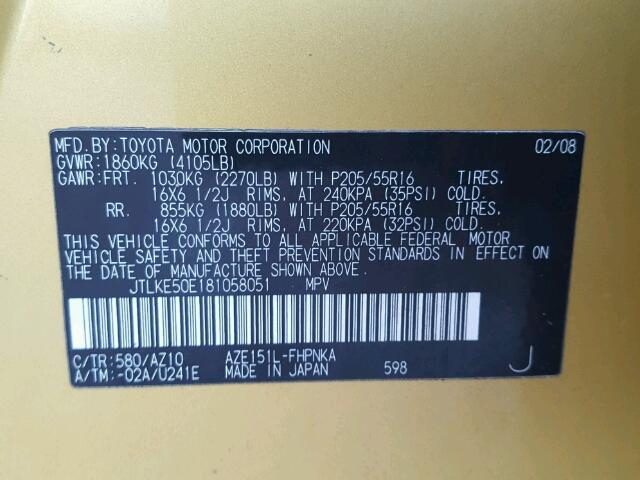 MFD.BY:TOYOTA MOTOR CORPORATION 02/08
GVWR:1860KG (4105LB)
GAWR:FRT. 1030KG (2270LB) WITH P205/55R16 TIRES,
16X6 1/2J RIMS, AT 240KPA (35PSI) COLD.
RR. 855KG (1880LB) WITH P205/55R16 TIRES,
16X6 1/2J RIMS, AT 220KPA (32PSI) COLD.
THIS VEHICLE CONFORMS TO ALL APPLICABLE FEDERAL MOTOR
VEHICLE SAFETY AND THEFT PREVENTION STANDARDS IN EFFECT ON
THE DATE OF MANUFACTURE SHOWN ABOVE.
JTLKE50E181058051 MPV
C/TR:580/AZ10 AZE151L-FHPNKA
A/TM:-02A/U241E MADE IN JAPAN 598 J